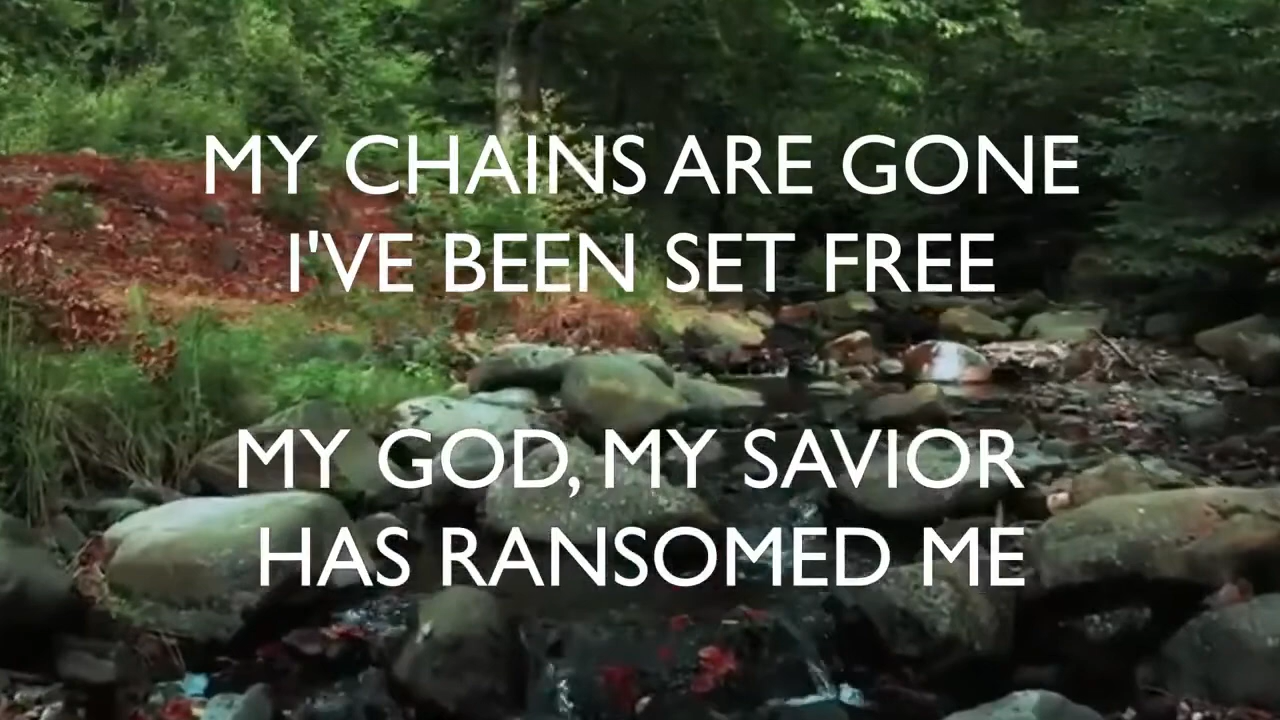 MY CHAINS ARE GONE
I'VE BEEN SET FREE
MY GOD, MY SAVIOR
HAS RANSOMED ME